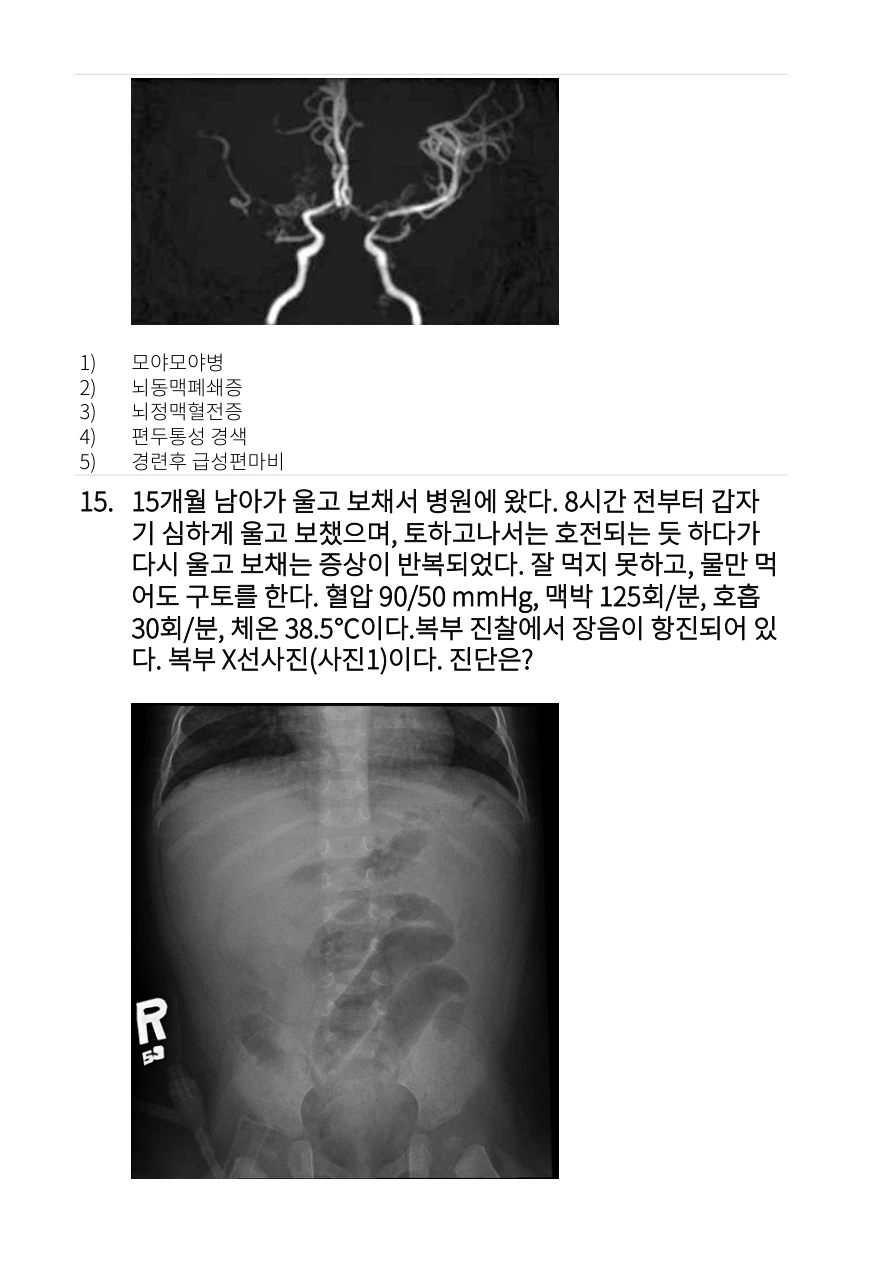 1) 모야모야병
2) 뇌동맥폐쇄증
3) 뇌정맥혈전증
4) 편두통성 경색
5) 경련후 급성편마비
15. 15개월 남아가 울고 보채서 병원에 왔다. 8시간 전부터 갑자
기 심하게 울고 보챘으며, 토하고나서는 호전되는 듯 하다가
다시 울고 보채는 증상이 반복되었다. 잘 먹지 못하고, 물만 먹
어도 구토를 한다. 혈압 90/50 mmHg, 맥박 125회/분, 호흡
30회/분, 체온 38.5℃이다.복부 진찰에서 장음이 항진되어 있
다. 복부 X선사진(사진1)이다. 진단은?
R
53